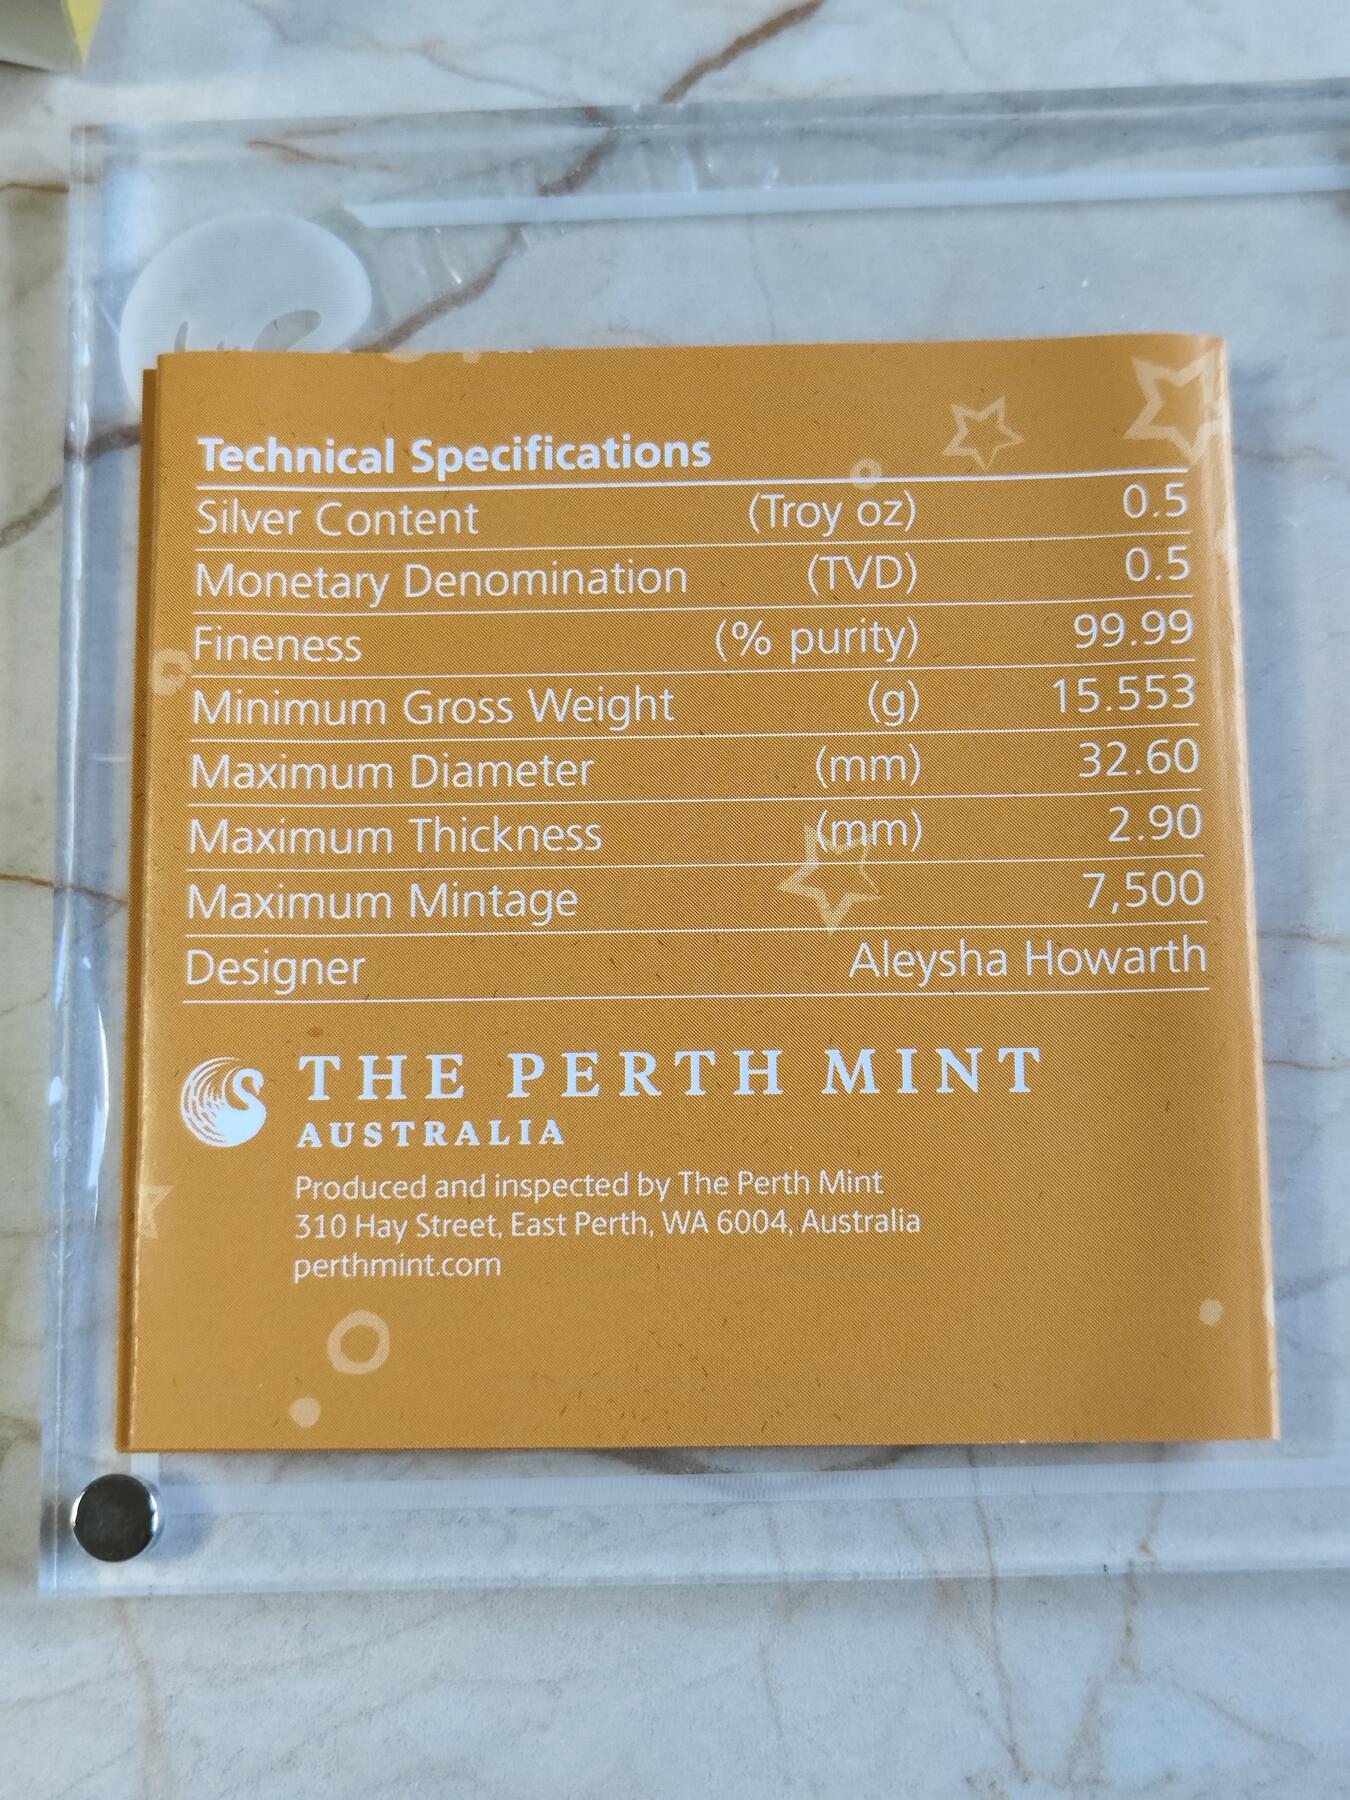 Technical Specifications
Silver Content (Troy oz) 0.5
Monetary Denomination (TVD) 0.5
Fineness (% purity) 99.99
Minimum Gross Weight (g) 15.553
Maximum Diameter (mm) 32.60
Maximum Thickness (mm) 2.90
Maximum Mintage 7,500
Designer Aleysha Howarth
THE PERTH MINT
AUSTRALIA
Produced and inspected by The Perth Mint
310 Hay Street, East Perth, WA 6004, Australia
perthmint.com